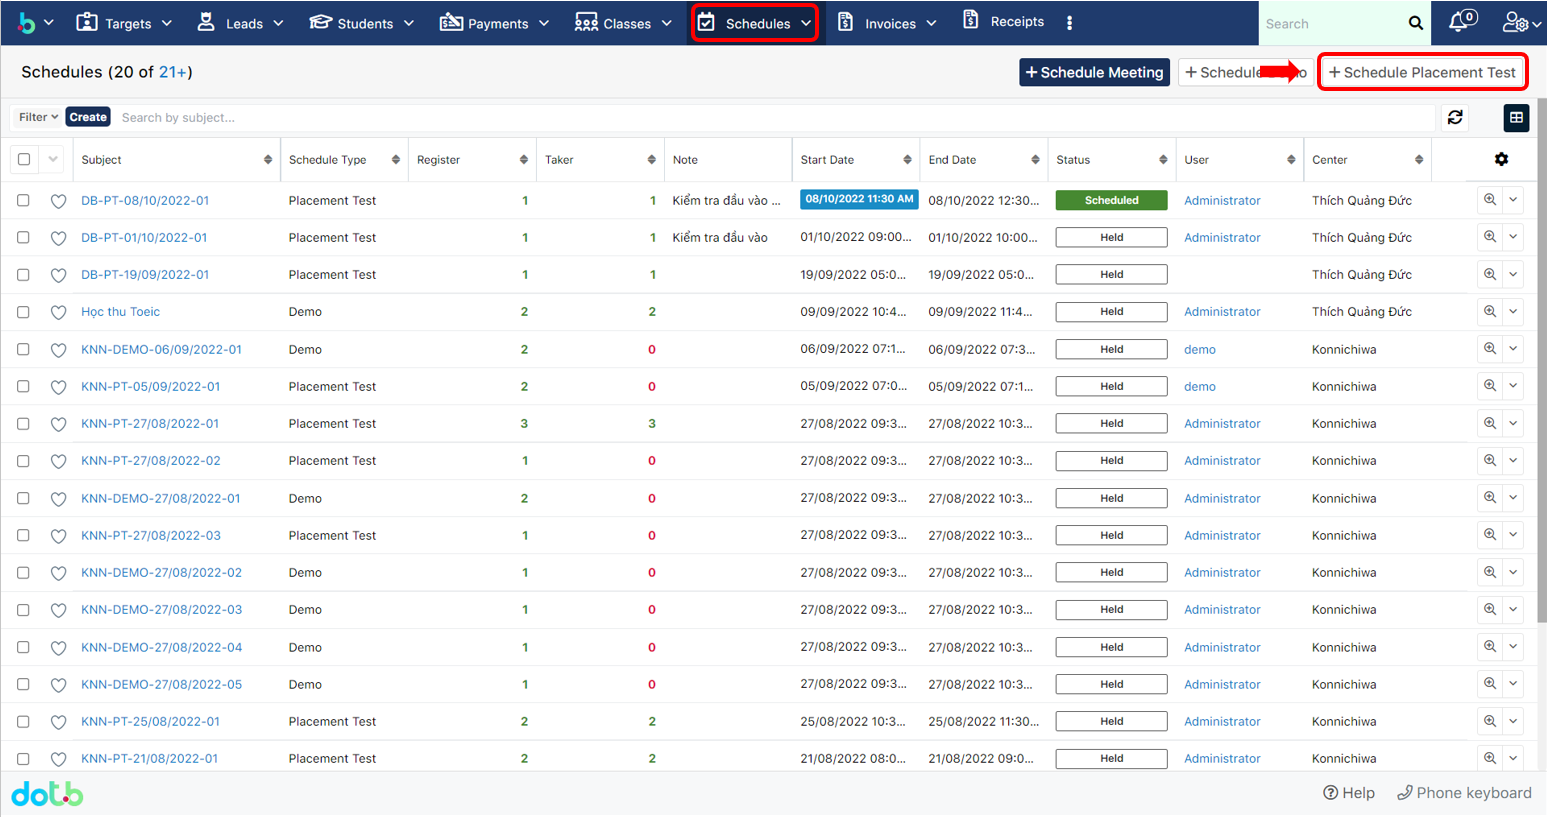 b Targets Leads Students Payments Classes Schedules Invoices Receipts Search 0
Schedules (20 of 21+) + Schedule Meeting + Schedule + Schedule Placement Test
Filter Create Search by subject...
Subject Schedule Type Register Taker Note Start Date End Date Status User Center
DB-PT-08/10/2022-01 Placement Test 1 1 Kiểm tra đầu vào ... 08/10/2022 11:30 AM 08/10/2022 12:30... Scheduled Administrator Thích Quảng Đức
DB-PT-01/10/2022-01 Placement Test 1 1 Kiểm tra đầu vào 01/10/2022 09:00... 01/10/2022 10:00... Held Administrator Thích Quảng Đức
DB-PT-19/09/2022-01 Placement Test 1 1 19/09/2022 05:0... 19/09/2022 05:0... Held Thích Quảng Đức
Học thu Toeic Demo 2 2 09/09/2022 10:4... 09/09/2022 11:4... Held Administrator Thích Quảng Đức
KNN-DEMO-06/09/2022-01 Demo 2 0 06/09/2022 07:1... 06/09/2022 07:3... Held demo Konnichiwa
KNN-PT-05/09/2022-01 Placement Test 2 0 05/09/2022 07:0... 05/09/2022 07:1... Held demo Konnichiwa
KNN-PT-27/08/2022-01 Placement Test 3 3 27/08/2022 09:3... 27/08/2022 10:3... Held Administrator Konnichiwa
KNN-PT-27/08/2022-02 Placement Test 1 0 27/08/2022 09:3... 27/08/2022 10:3... Held Administrator Konnichiwa
KNN-DEMO-27/08/2022-01 Demo 2 0 27/08/2022 09:3... 27/08/2022 10:3... Held Administrator Konnichiwa
KNN-PT-27/08/2022-03 Placement Test 1 0 27/08/2022 09:3... 27/08/2022 10:3... Held Administrator Konnichiwa
KNN-DEMO-27/08/2022-02 Demo 1 0 27/08/2022 09:3... 27/08/2022 10:3... Held Administrator Konnichiwa
KNN-DEMO-27/08/2022-03 Demo 1 0 27/08/2022 09:3... 27/08/2022 10:3... Held Administrator Konnichiwa
KNN-DEMO-27/08/2022-04 Demo 1 0 27/08/2022 09:3... 27/08/2022 10:3... Held Administrator Konnichiwa
KNN-DEMO-27/08/2022-05 Demo 1 0 27/08/2022 09:3... 27/08/2022 10:3... Held Administrator Konnichiwa
KNN-PT-25/08/2022-01 Placement Test 2 2 25/08/2022 10:3... 25/08/2022 11:30... Held Administrator Konnichiwa
KNN-PT-21/08/2022-01 Placement Test 2 2 21/08/2022 08:0... 21/08/2022 09:0... Held Administrator Konnichiwa
dotb Help Phone keyboard